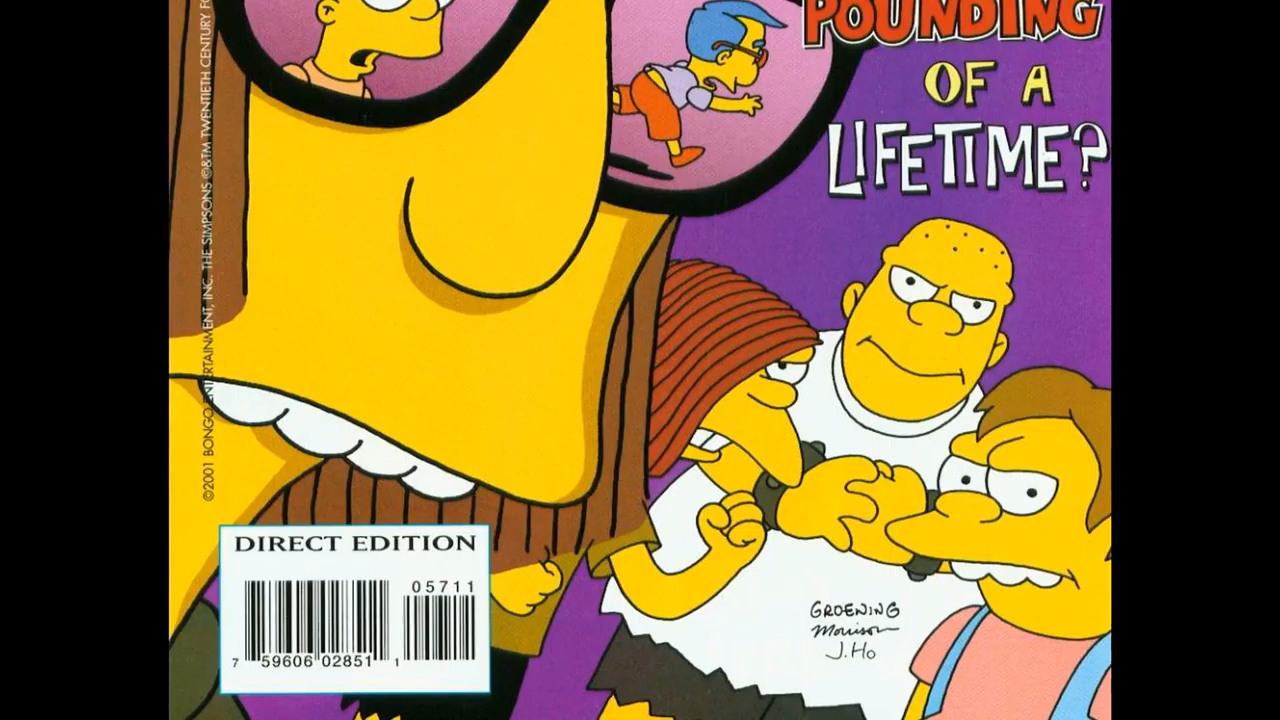 POUNDING
OF A
LIFETIME?
©2001 BONGO ENTERTAINMENT, INC. THE SIMPSONS ©&TM TWENTIETH CENTURY
DIRECT EDITION
05711
7 59606 02851 1
GROENING
Morrison
J.Ho